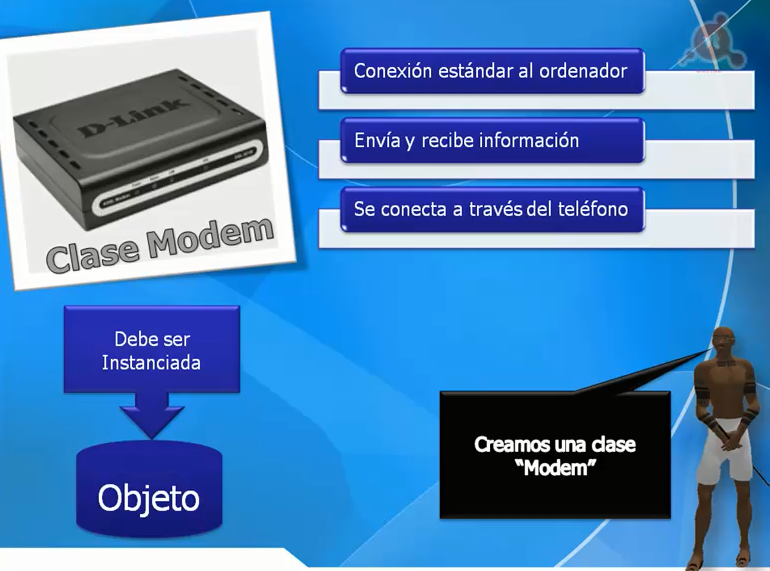 D-Link
Clase Modem
Conexión estándar al ordenador
Envía y recibe información
Se conecta a través del teléfono
Debe ser
Instanciada
Objeto
Creamos una clase
“Modem”